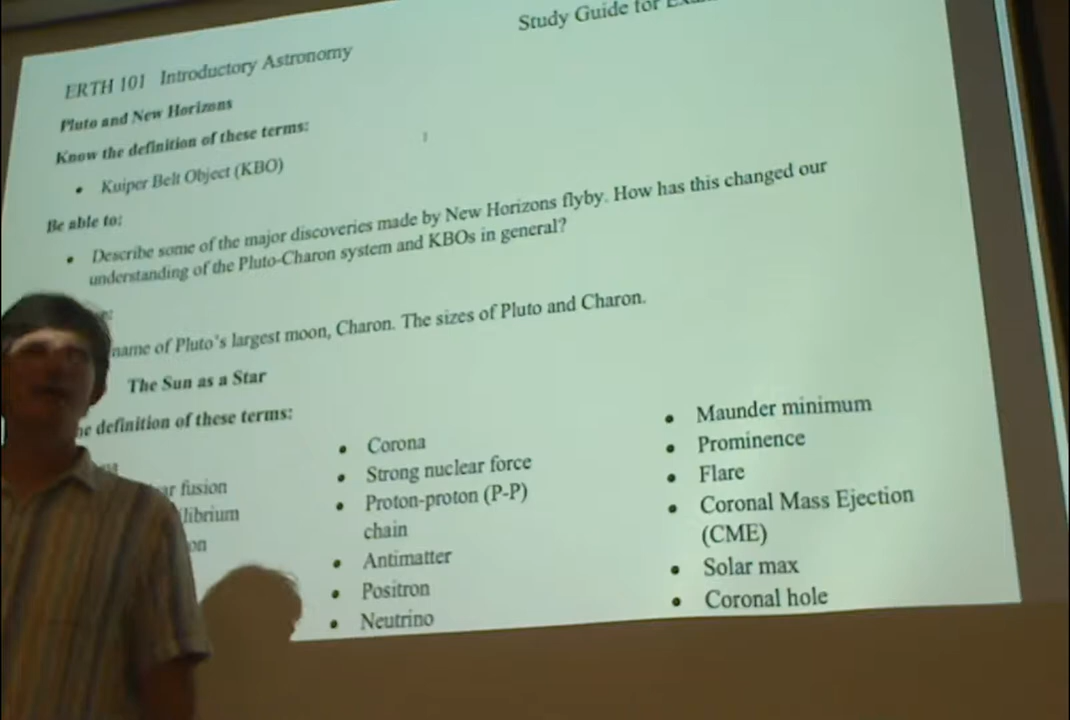 Study Guide for
ERTH 101 Introductory Astronomy
Pluto and New Horizons
Know the definition of these terms:
• Kuiper Belt Object (KBO)
Be able to:
• Describe some of the major discoveries made by New Horizons flyby. How has this changed our
understanding of the Pluto-Charon system and KBOs in general?
name of Pluto's largest moon, Charon. The sizes of Pluto and Charon.
The Sun as a Star
definition of these terms:
fusion
• Corona
• Strong nuclear force
• Proton-proton (P-P)
chain
• Antimatter
• Positron
• Neutrino
• Maunder minimum
• Prominence
• Flare
• Coronal Mass Ejection
(CME)
• Solar max
• Coronal hole